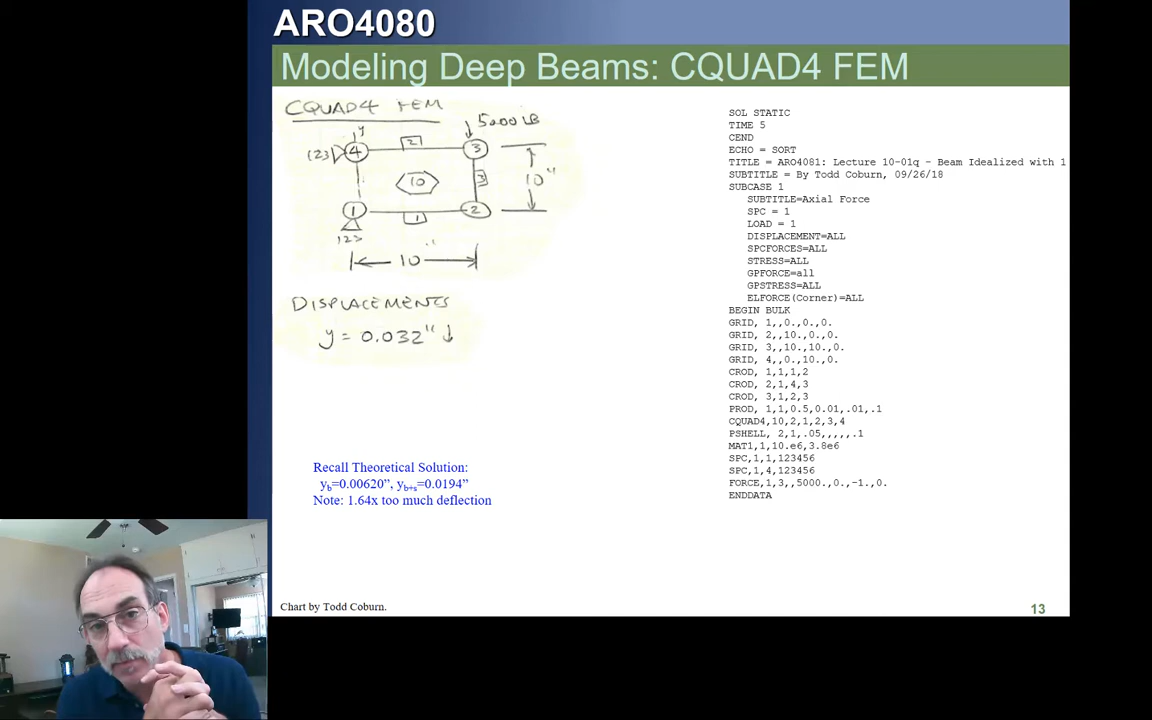 ARO4080
Modeling Deep Beams: CQUAD4 FEM
CQUAD4 FEM
5000 LB
y
4
2
3
123
10
3
10"
1
2
1
123
10"
DISPLACEMENTS
y = 0.032" ↓
Recall Theoretical Solution:
yb=0.00620”, yb+s=0.0194”
Note: 1.64x too much deflection
SOL STATIC
TIME 5
CEND
ECHO = SORT
TITLE = ARO4081: Lecture 10-01q - Beam Idealized with 1
SUBTITLE = By Todd Coburn, 09/26/18
SUBCASE 1
SUBTITLE=Axial Force
SPC = 1
LOAD = 1
DISPLACEMENT=ALL
SPCFORCES=ALL
STRESS=ALL
GPFORCE=all
GPSTRESS=ALL
ELFORCE(Corner)=ALL
BEGIN BULK
GRID, 1,,0.,0.,0.
GRID, 2,,10.,0.,0.
GRID, 3,,10.,10.,0.
GRID, 4,,0.,10.,0.
CROD, 1,1,1,2
CROD, 2,1,4,3
CROD, 3,1,2,3
PROD, 1,1,0.5,0.01,.01,.1
CQUAD4,10,2,1,2,3,4
PSHELL, 2,1,.05,,,,,.1
MAT1,1,10.e6,3.8e6
SPC,1,1,123456
SPC,1,4,123456
FORCE,1,3,,5000.,0.,-1.,0.
ENDDATA
Chart by Todd Coburn.
13